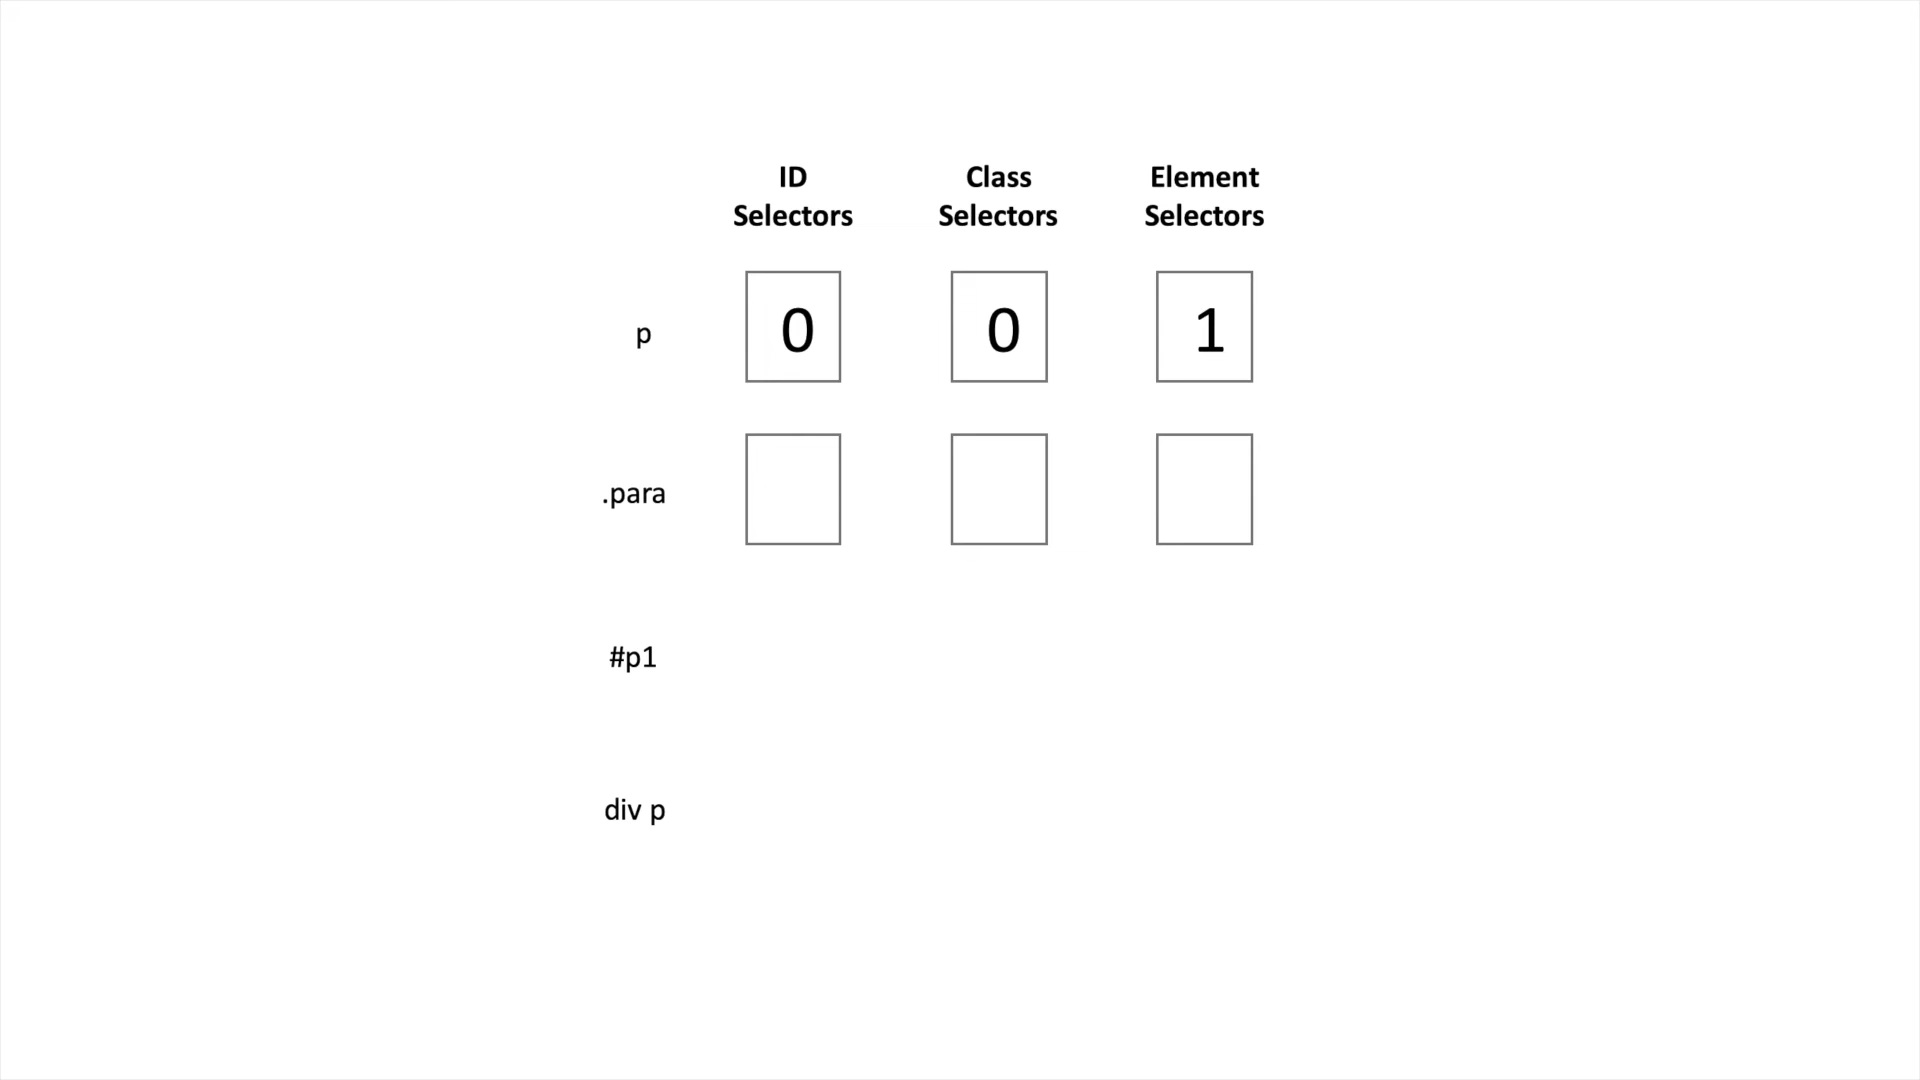 ID Class Element
Selectors Selectors Selectors
p 0 0 1
.para
#p1
div p